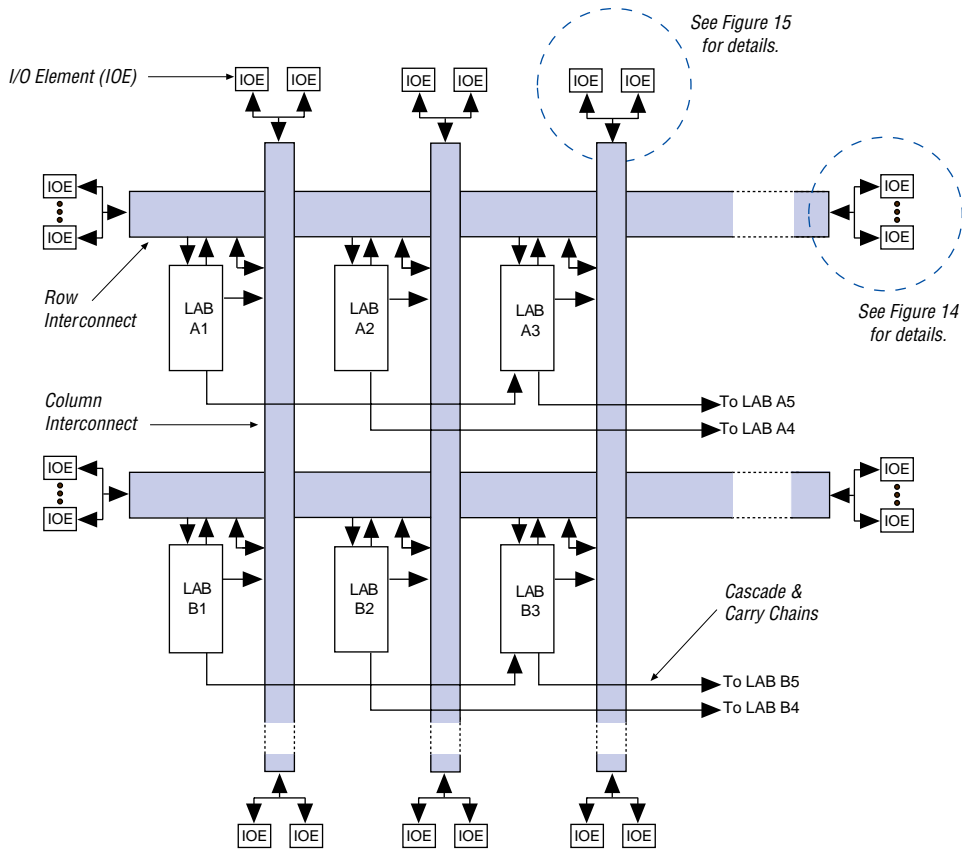 See Figure 15
for details.
I/O Element (IOE)
IOE
IOE
IOE
IOE
IOE
IOE
IOE
IOE
IOE
IOE
Row
Interconnect
LAB
A1
LAB
A2
LAB
A3
See Figure 14
for details.
Column
Interconnect
To LAB A5
To LAB A4
IOE
IOE
IOE
IOE
LAB
B1
LAB
B2
LAB
B3
Cascade &
Carry Chains
To LAB B5
To LAB B4
IOE
IOE
IOE
IOE
IOE
IOE